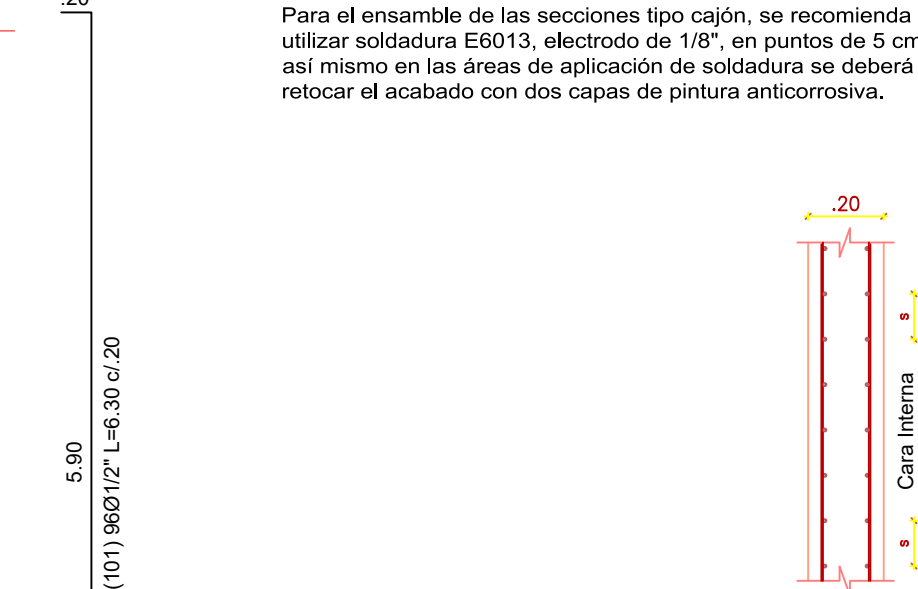 .20
Para el ensamble de las secciones tipo cajón, se recomienda
utilizar soldadura E6013, electrodo de 1/8", en puntos de 5 cm
así mismo en las áreas de aplicación de soldadura se deberá
retocar el acabado con dos capas de pintura anticorrosiva.
.20
s
Cara Interna
s
5.90
(101) 96Ø1/2" L=6.30 c/.20